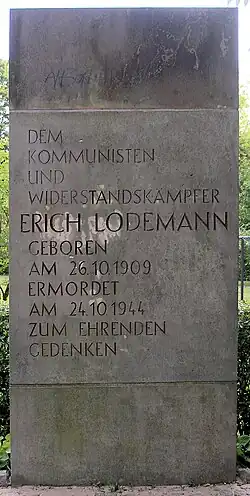 DEM
KOMMUNISTEN
UND
WIDERSTANDSKÄMPFER
ERICH LODEMANN
GEBOREN
AM 26.10.1909
ERMORDET
AM 24.10.1944
ZUM EHRENDEN
GEDENKEN